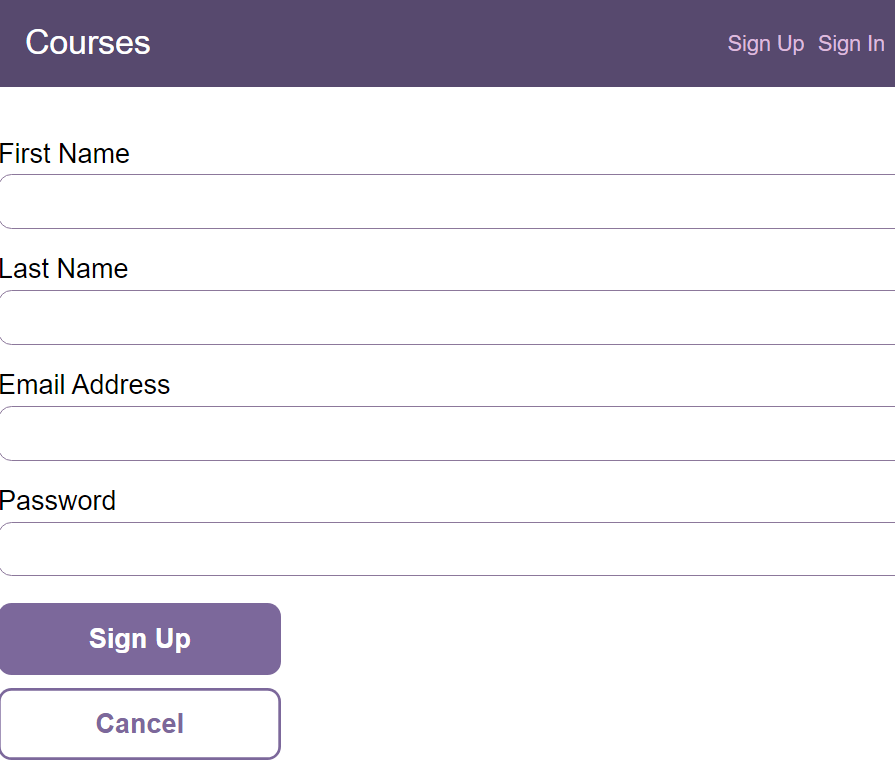 Courses Sign Up Sign In
First Name
Last Name
Email Address
Password
Sign Up
Cancel